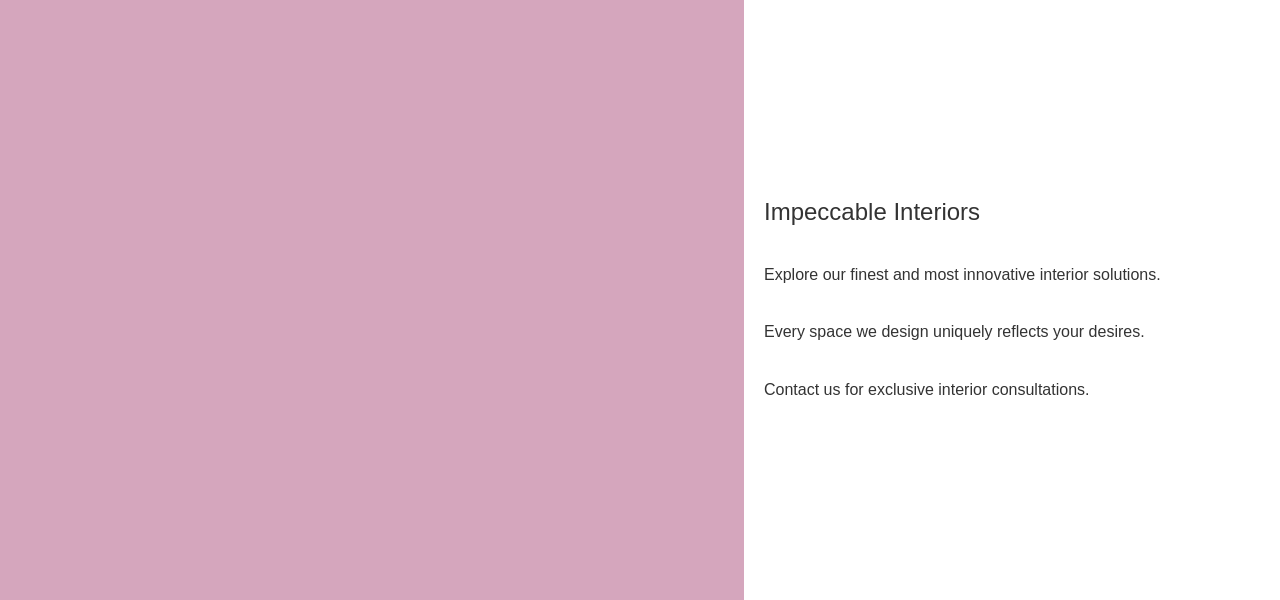 Impeccable Interiors
Explore our finest and most innovative interior solutions.
Every space we design uniquely reflects your desires.
Contact us for exclusive interior consultations.